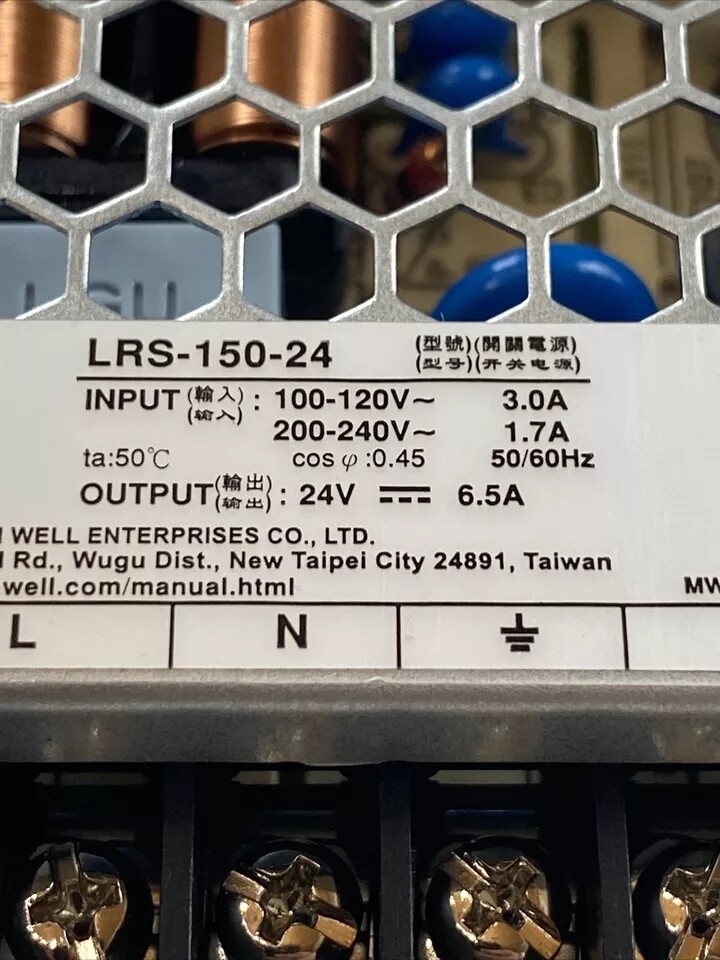 LRS-150-24 (型號)(開關電源)
(型号)(开关电源)
INPUT (輸入) : 100-120V~ 3.0A
(输入) 200-240V~ 1.7A
ta:50℃ cos φ:0.45 50/60Hz
OUTPUT (輸出) : 24V ⎓ 6.5A
(输出)
WELL ENTERPRISES CO., LTD.
Rd., Wugu Dist., New Taipei City 24891, Taiwan
well.com/manual.html MW
L N ⏚